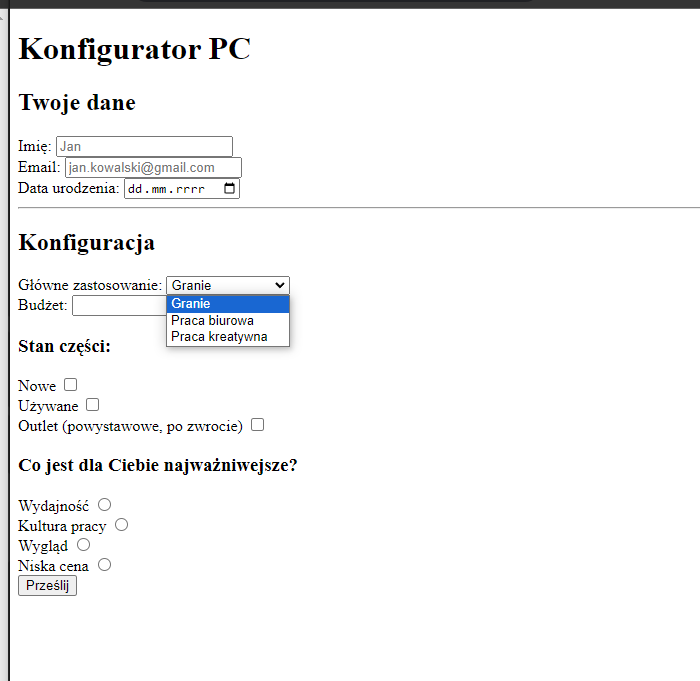 Konfigurator PC
Twoje dane
Imię: Jan
Email: jan.kowalski@gmail.com
Data urodzenia: dd.mm.rrrr
Konfiguracja
Główne zastosowanie: Granie
Budżet:
Granie
Praca biurowa
Praca kreatywna
Stan części:
Nowe
Używane
Outlet (powystawowe, po zwrocie)
Co jest dla Ciebie najważniwejsze?
Wydajność
Kultura pracy
Wygląd
Niska cena
Prześlij